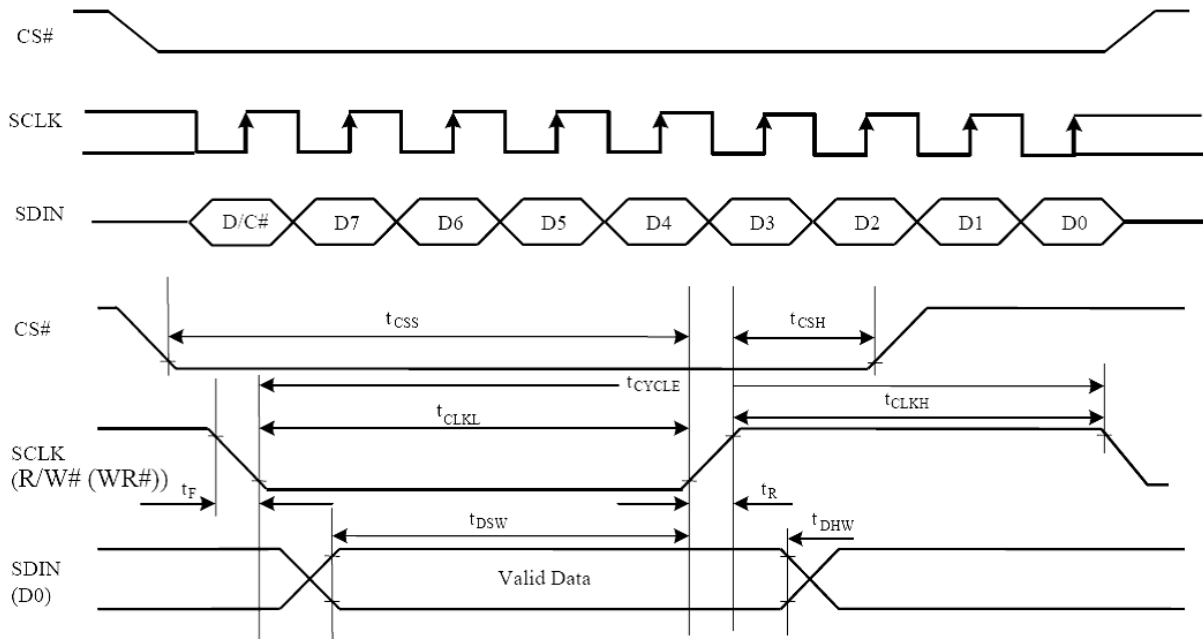 CS#
SCLK
SDIN D/C# D7 D6 D5 D4 D3 D2 D1 D0
CS# tCSS tCSH
tCYCLE
tCLKL tCLKH
SCLK
(R/W# (WR#))
tF tR
tDSW tDHW
SDIN
(D0) Valid Data